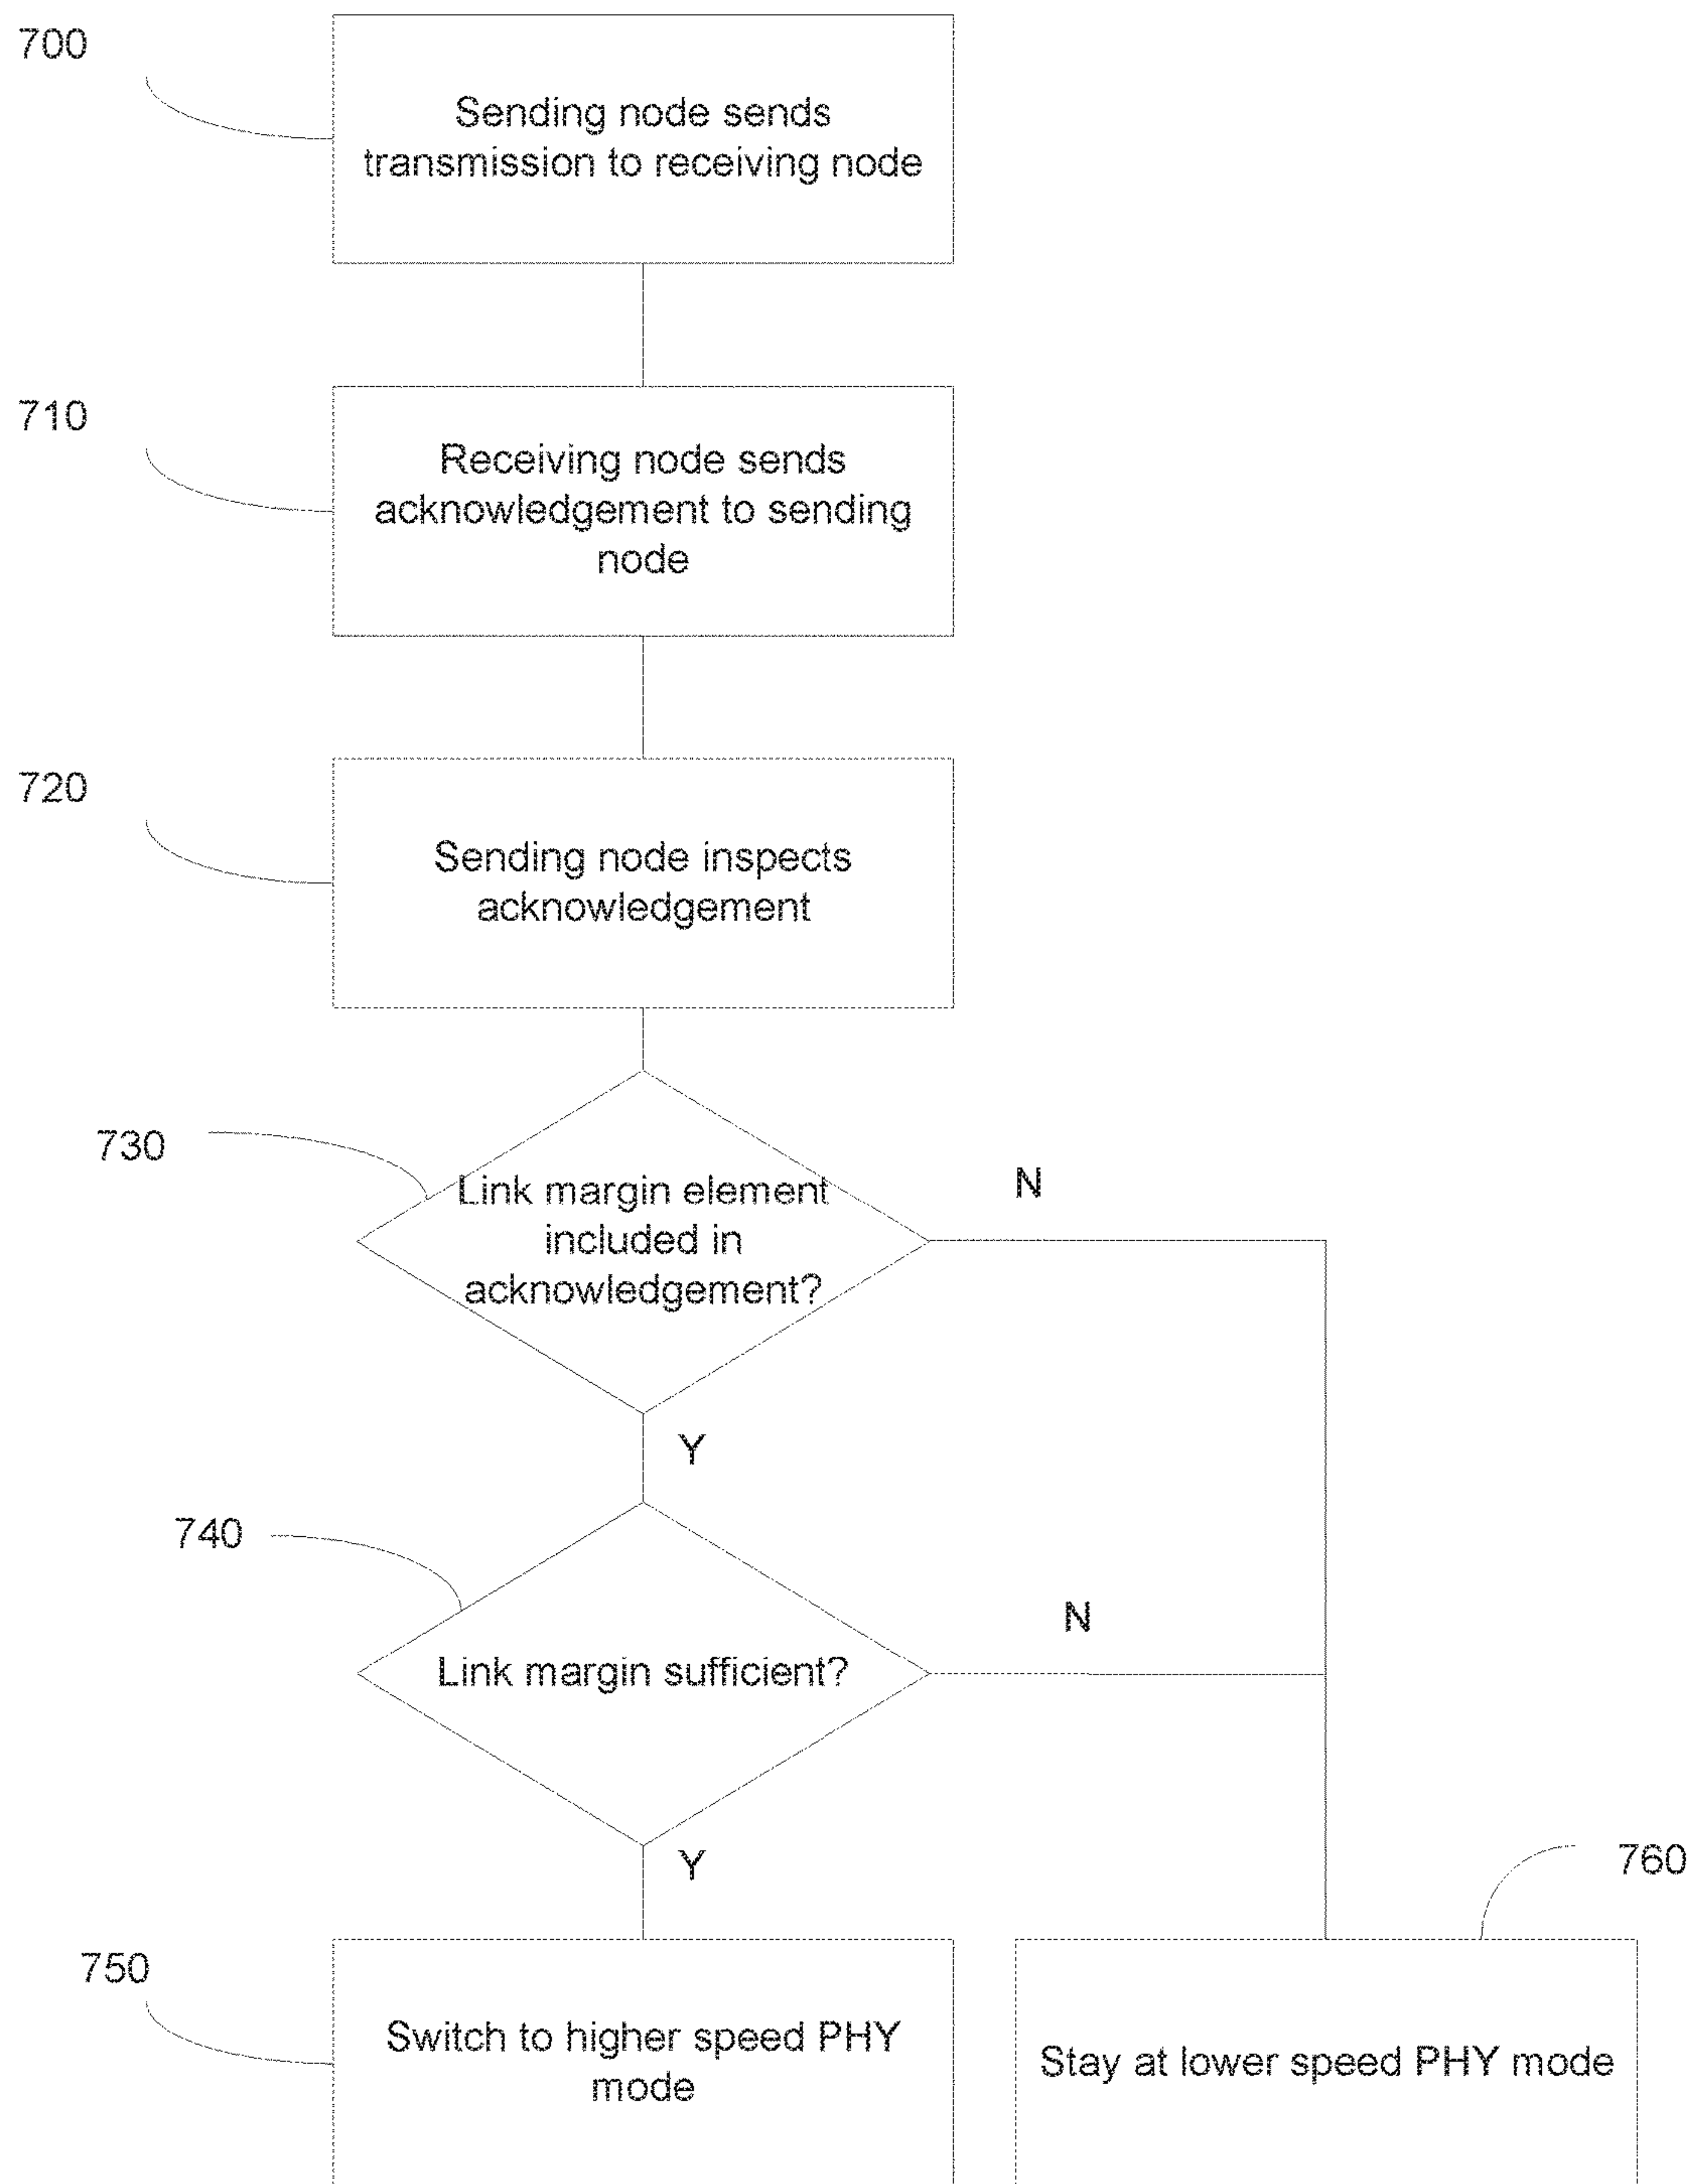 700
Sending node sends
transmission to receiving node
710
Receiving node sends
acknowledgement to sending
node
720
Sending node inspects
acknowledgement
730
Link margin element
included in
acknowledgement?
N
Y
740
Link margin sufficient?
N
Y
750
Switch to higher speed PHY
mode
760
Stay at lower speed PHY mode